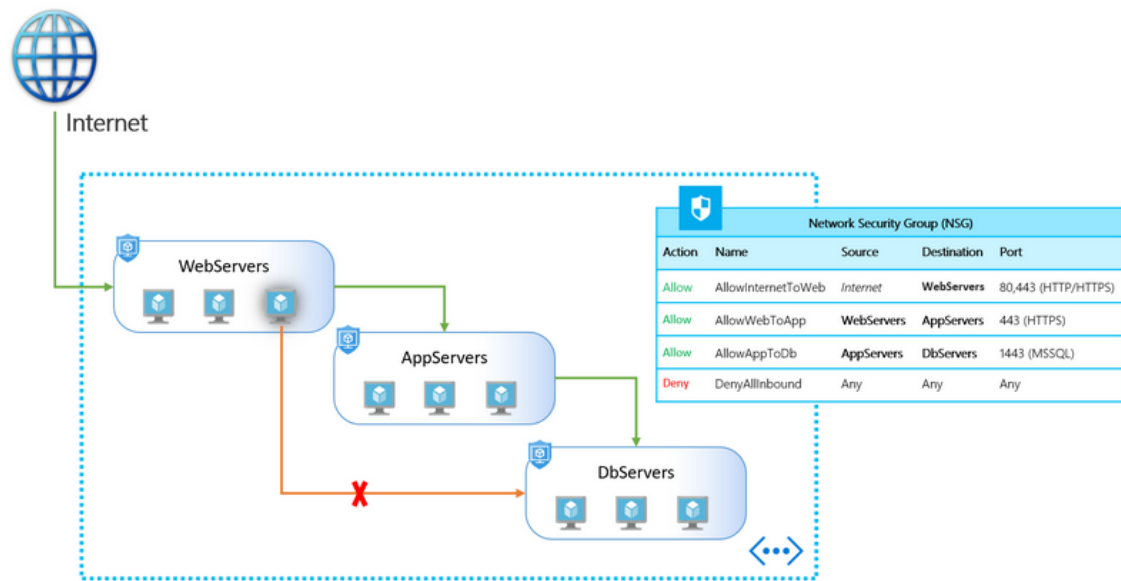 Internet
WebServers
AppServers
DbServers
Network Security Group (NSG)
Action Name Source Destination Port
Allow AllowInternetToWeb Internet WebServers 80,443 (HTTP/HTTPS)
Allow AllowWebToApp WebServers AppServers 443 (HTTPS)
Allow AllowAppToDb AppServers DbServers 1443 (MSSQL)
Deny DenyAllInbound Any Any Any